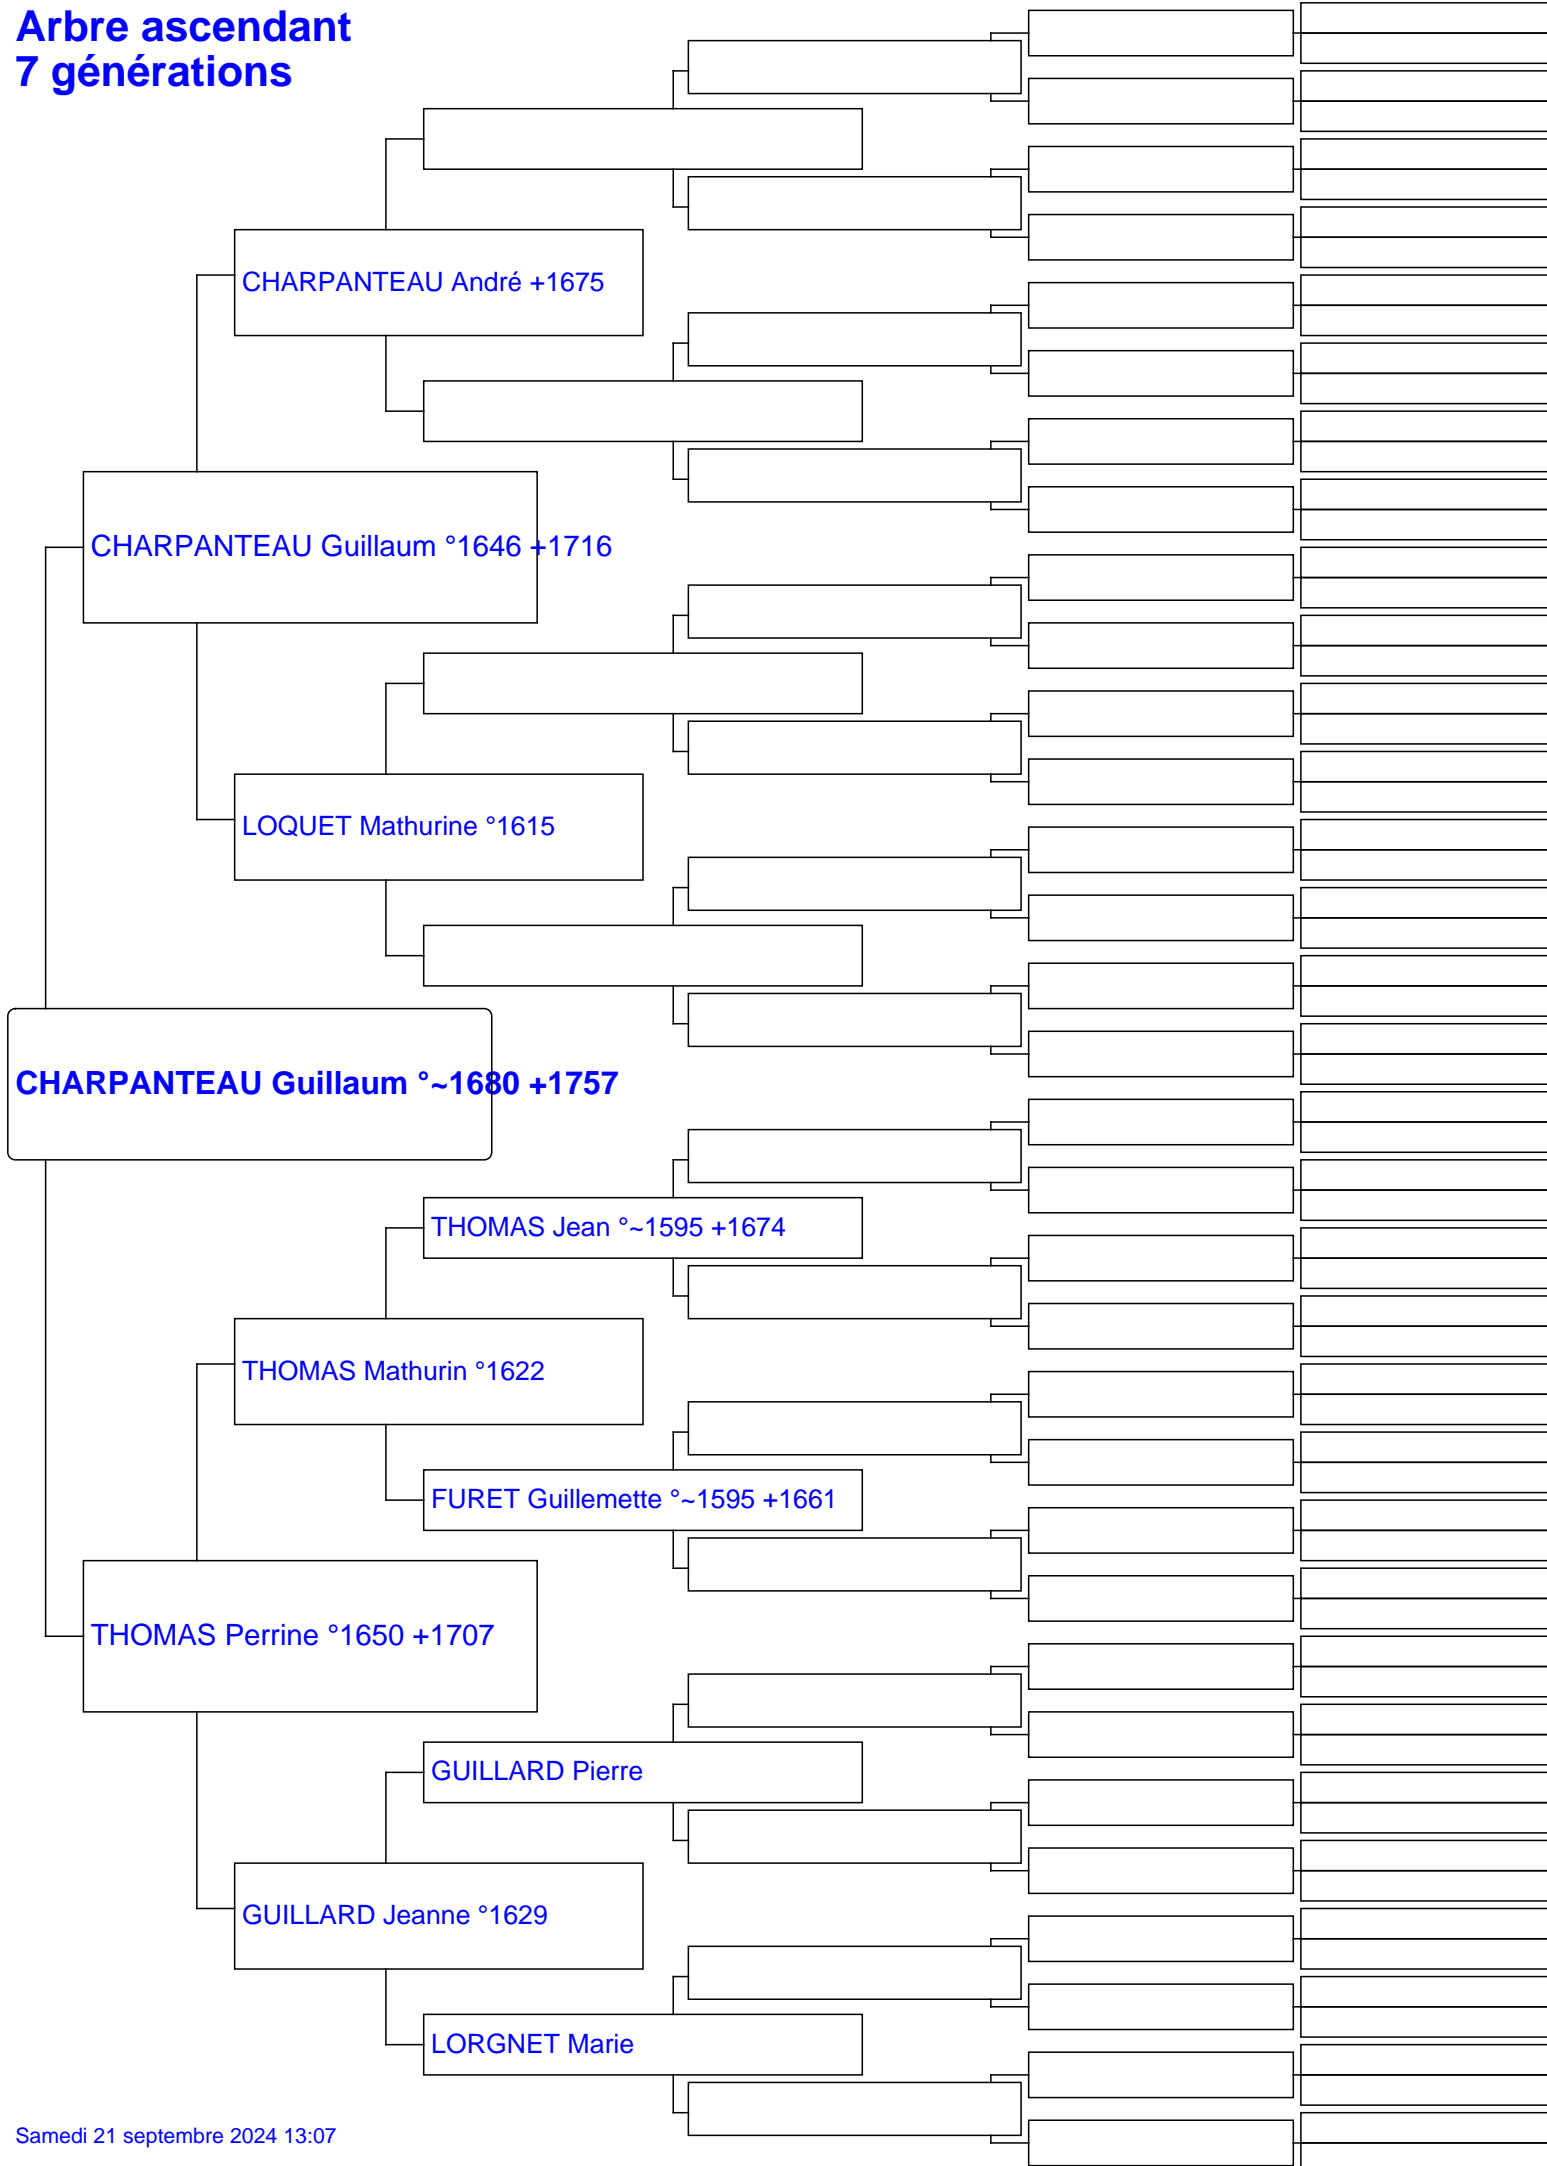 Arbre ascendant
7 générations
CHARPANTEAU André +1675
CHARPANTEAU Guillaum °1646 +1716
LOQUET Mathurine °1615
CHARPANTEAU Guillaum °~1680 +1757
THOMAS Jean °~1595 +1674
THOMAS Mathurin °1622
FURET Guillemette °~1595 +1661
THOMAS Perrine °1650 +1707
GUILLARD Pierre
GUILLARD Jeanne °1629
LORGNET Marie
Samedi 21 septembre 2024 13:07